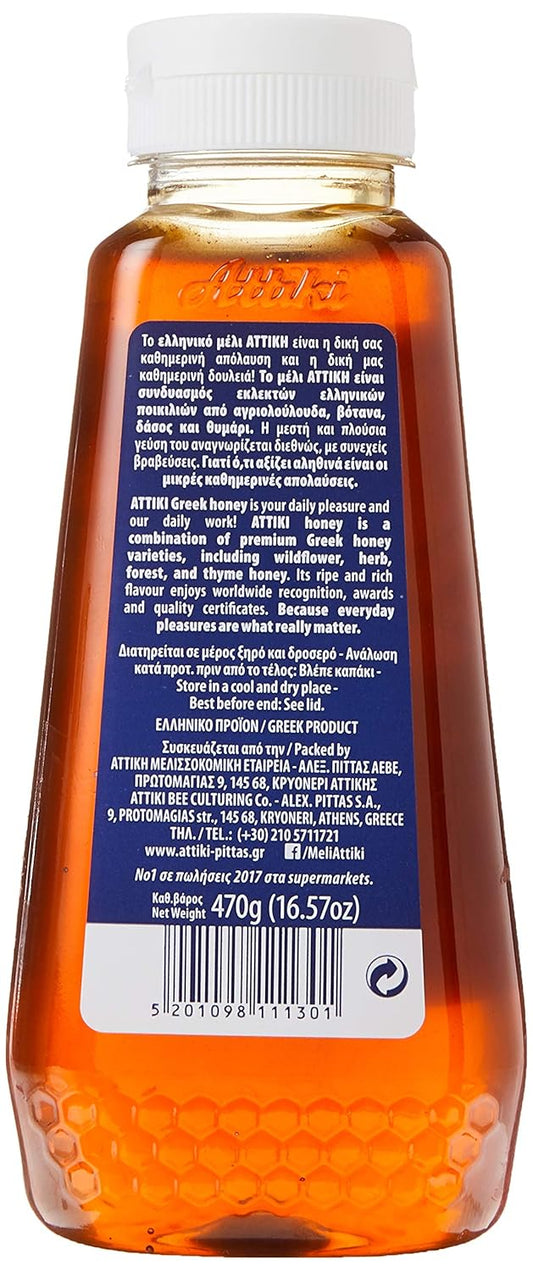 Attiki
Το ελληνικό μέλι ΑΤΤΙΚΗ είναι η δική σας
καθημερινή απόλαυση και η δική μας
καθημερινή δουλειά! Το μέλι ΑΤΤΙΚΗ είναι
συνδυασμός εκλεκτών ελληνικών
ποικιλιών από αγριολούλουδα, βότανα,
δάσος και θυμάρι. Η μεστή και πλούσια
γεύση του αναγνωρίζεται διεθνώς, με συνεχείς
βραβεύσεις. Γιατί ό,τι αξίζει αληθινά είναι οι
μικρές καθημερινές απολαύσεις.
ATTIKI Greek honey is your daily pleasure and
our daily work! ATTIKI honey is a
combination of premium Greek honey
varieties, including wildflower, herb,
forest, and thyme honey. Its ripe and rich
flavour enjoys worldwide recognition, awards
and quality certificates. Because everyday
pleasures are what really matter.
Διατηρείται σε μέρος ξηρό και δροσερό - Ανάλωση
κατά προτ. πριν από το τέλος: Βλέπε καπάκι -
Store in a cool and dry place -
Best before end: See lid.
ΕΛΛΗΝΙΚΟ ΠΡΟΪΟΝ / GREEK PRODUCT
Συσκευάζεται από την / Packed by
ΑΤΤΙΚΗ ΜΕΛΙΣΣΟΚΟΜΙΚΗ ΕΤΑΙΡΕΙΑ - ΑΛΕΞ. ΠΙΤΤΑΣ ΑΕΒΕ,
ΠΡΩΤΟΜΑΓΙΑΣ 9, 145 68, ΚΡΥΟΝΕΡΙ ΑΤΤΙΚΗΣ
ATTIKI BEE CULTURING Co. - ALEX. PITTAS S.A.,
9, PROTOMAGIAS str., 145 68, KRYONERI, ATHENS, GREECE
ΤΗΛ. / TEL.: (+30) 210 5711721
www.attiki-pittas.gr f/MeliAttiki
Νο1 σε πωλήσεις 2017 στα supermarkets.
Καθ.βάρος
Net Weight 470g (16.57oz)
5 201098 111301